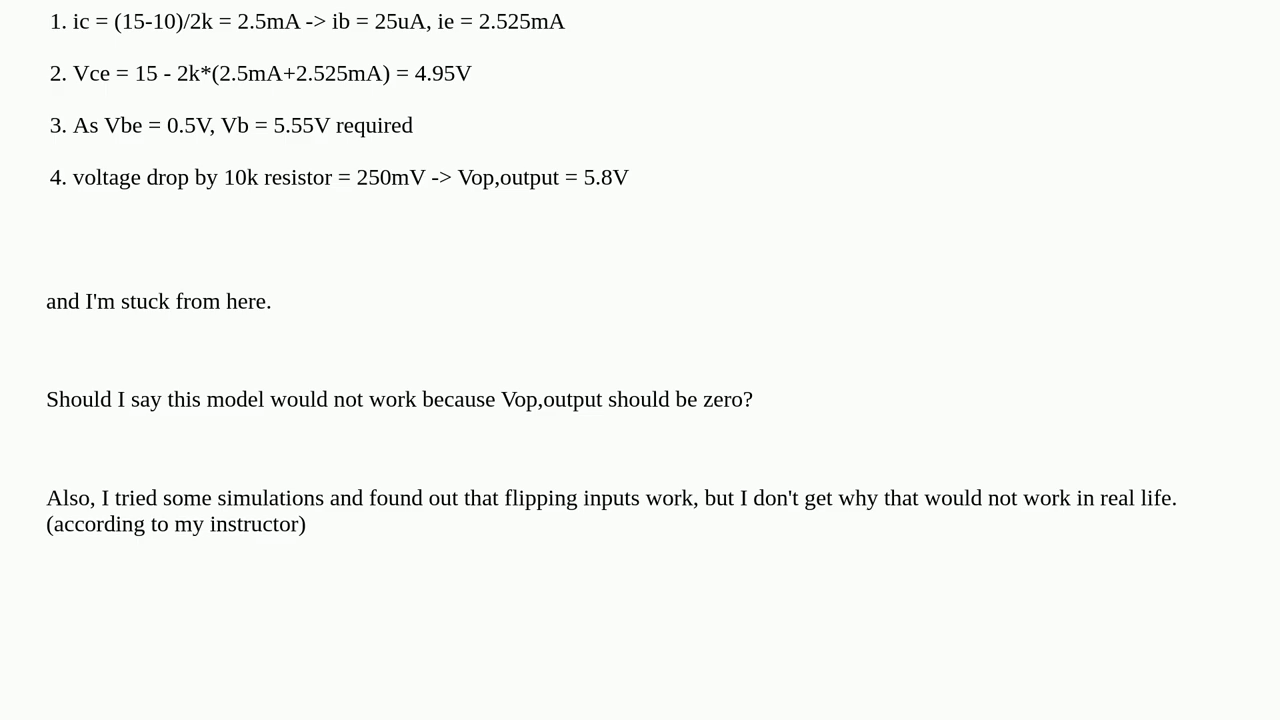 1. ic = (15-10)/2k = 2.5mA -> ib = 25uA, ie = 2.525mA
2. Vce = 15 - 2k*(2.5mA+2.525mA) = 4.95V
3. As Vbe = 0.5V, Vb = 5.55V required
4. voltage drop by 10k resistor = 250mV -> Vop,output = 5.8V
and I'm stuck from here.
Should I say this model would not work because Vop,output should be zero?
Also, I tried some simulations and found out that flipping inputs work, but I don't get why that would not work in real life.
(according to my instructor)